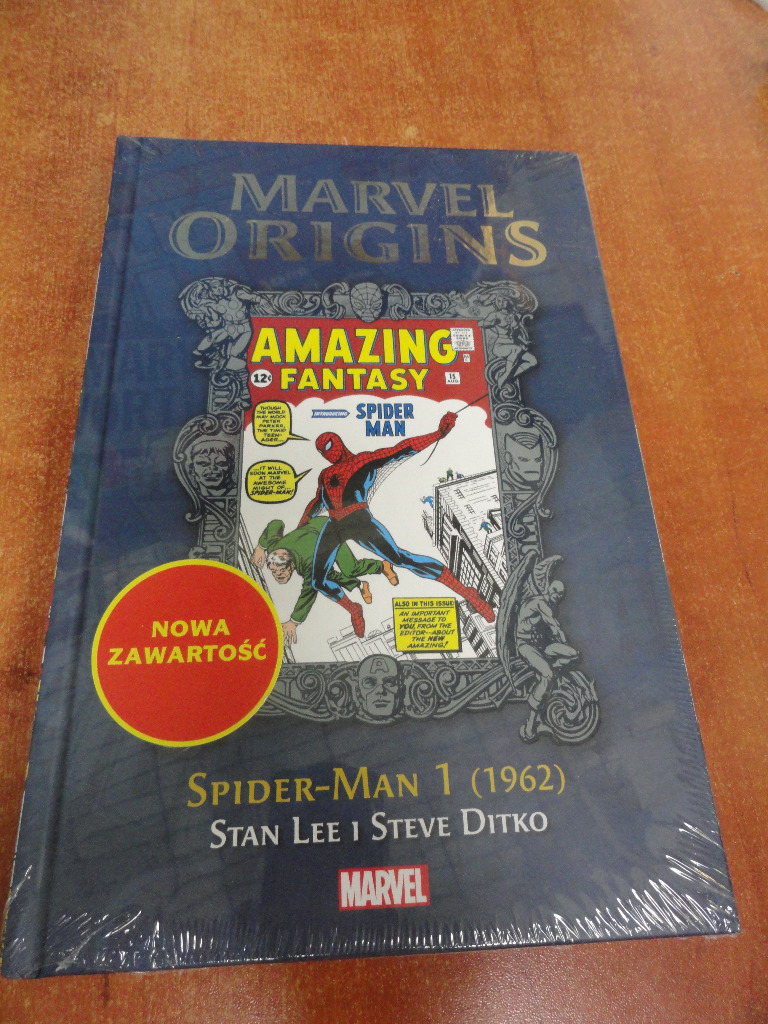 MARVEL
ORIGINS
AMAZING
FANTASY
12¢
15
AUG.
INTRODUCING
SPIDER
MAN
THOUGH
THE WORLD
MAY MOCK
PETER
PARKER,
THE TIMID
TEEN-
AGER...
...IT WILL
SOON MARVEL
AT THE
AWESOME
MIGHT OF...
SPIDER-MAN!
ALSO IN THIS ISSUE:
AN IMPORTANT
MESSAGE TO
YOU, FROM THE
EDITOR--ABOUT
THE NEW
AMAZING!
NOWA
ZAWARTOŚĆ
SPIDER-MAN 1 (1962)
STAN LEE I STEVE DITKO
MARVEL